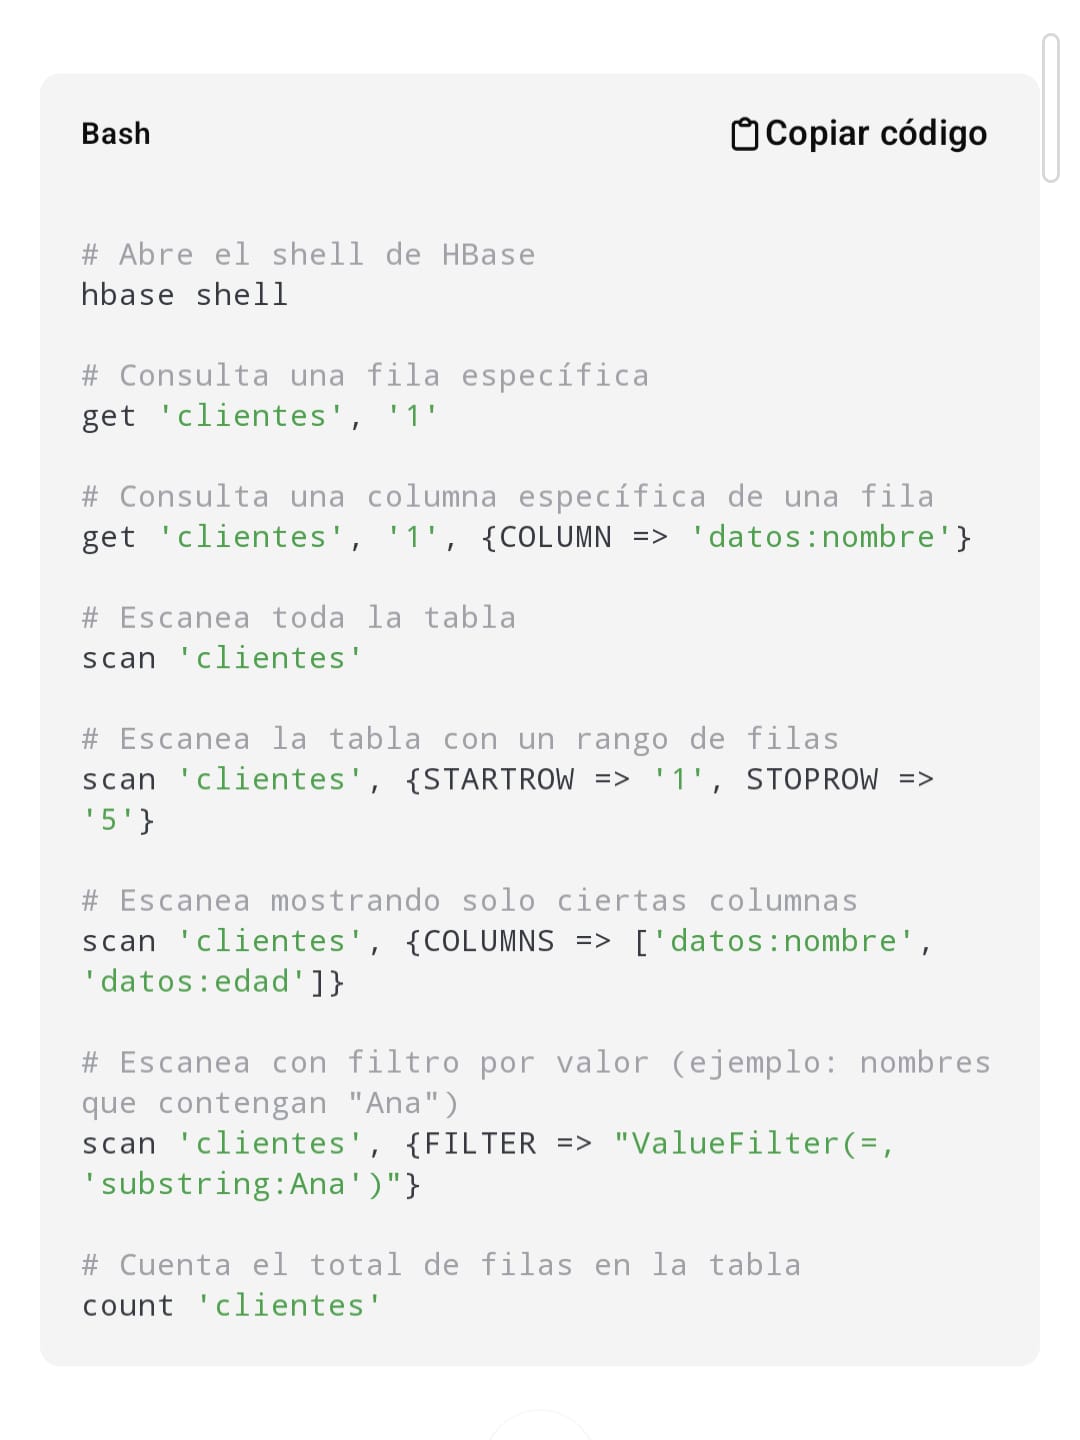 Bash
Copiar código
# Abre el shell de HBase
hbase shell
# Consulta una fila específica
get 'clientes', '1'
# Consulta una columna específica de una fila
get 'clientes', '1', {COLUMN => 'datos:nombre'}
# Escanea toda la tabla
scan 'clientes'
# Escanea la tabla con un rango de filas
scan 'clientes', {STARTROW => '1', STOPROW =>
'5'}
# Escanea mostrando solo ciertas columnas
scan 'clientes', {COLUMNS => ['datos:nombre',
'datos:edad']}
# Escanea con filtro por valor (ejemplo: nombres
que contengan "Ana")
scan 'clientes', {FILTER => "ValueFilter(=,
'substring:Ana')"}
# Cuenta el total de filas en la tabla
count 'clientes'